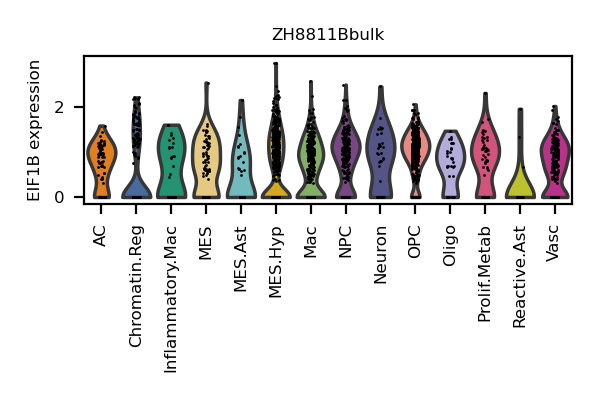 ZH8811Bbulk
EIF1B expression
2
0
AC
Chromatin.Reg
Inflammatory.Mac
MES
MES.Ast
MES.Hyp
Mac
NPC
Neuron
OPC
Oligo
Prolif.Metab
Reactive.Ast
Vasc